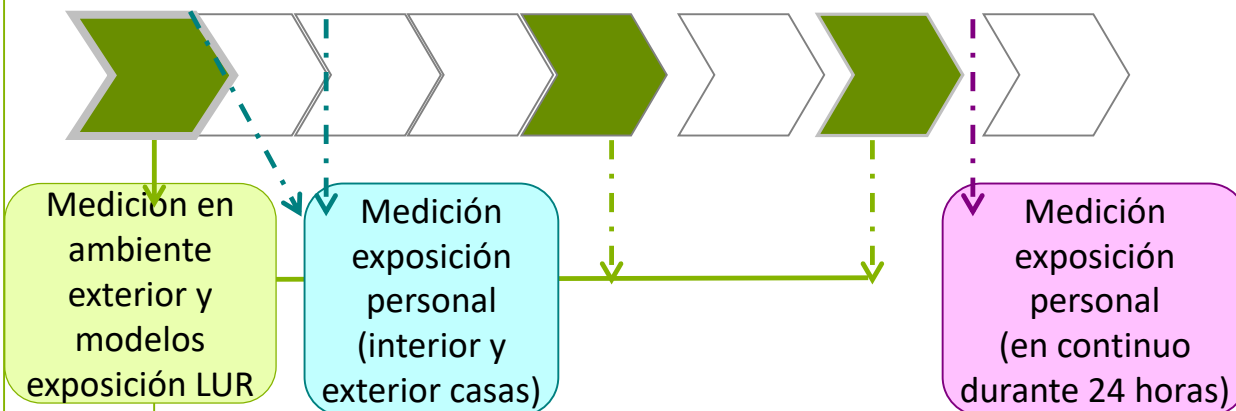 Medición en
ambiente
exterior y
modelos
exposición LUR
Medición
exposición
personal
(interior y
exterior casas)
Medición
exposición
personal
(en continuo
durante 24 horas)